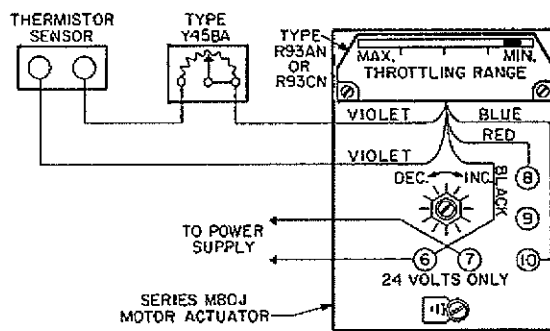 THERMISTOR
SENSOR
TYPE
Y45BA
TYPE
R93AN
OR
R93CN
MAX.
MIN.
THROTTLING RANGE
VIOLET
BLUE
RED
VIOLET
BLACK
DEC.
INC.
8
9
TO POWER
SUPPLY
6
7
10
24 VOLTS ONLY
SERIES M80J
MOTOR ACTUATOR